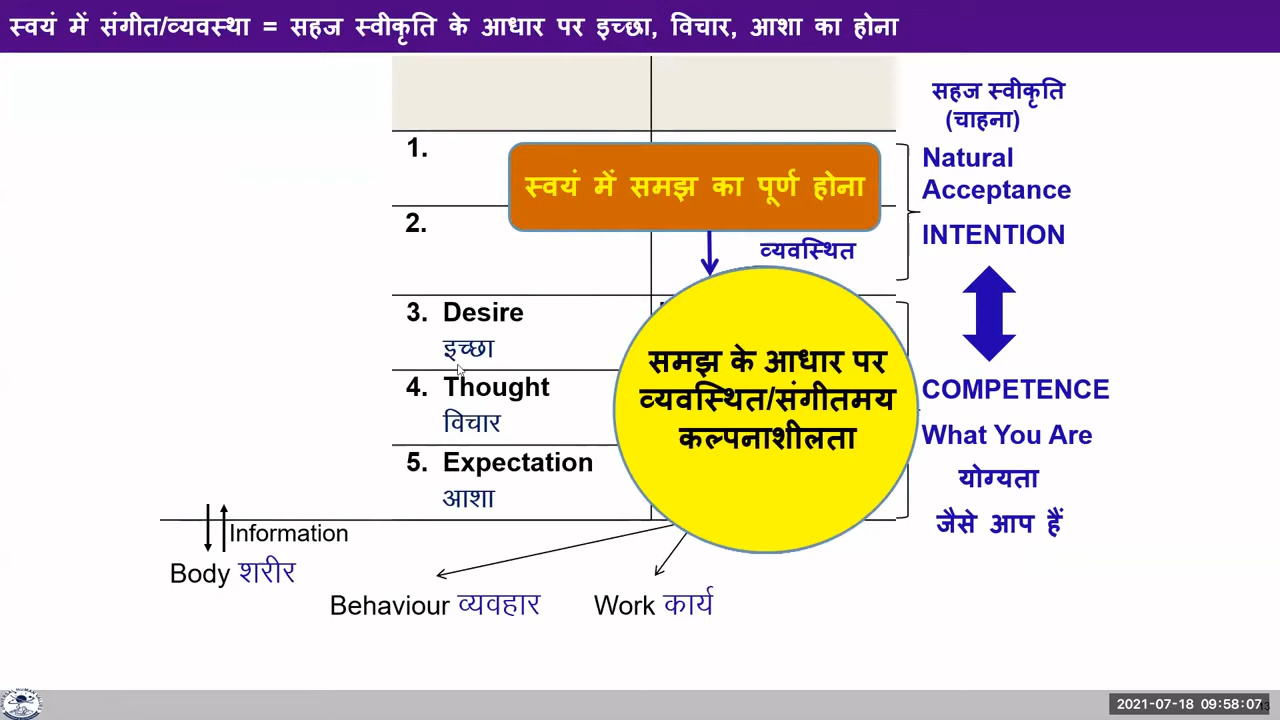 स्वयं में संगीत/व्यवस्था = सहज स्वीकृति के आधार पर इच्छा, विचार, आशा का होना
सहज स्वीकृति
(चाहना)
1.
Natural
Acceptance
स्वयं में समझ का पूर्ण होना
2.
INTENTION
व्यवस्थित
3. Desire
इच्छा
समझ के आधार पर
व्यवस्थित/संगीतमय
कल्पनाशीलता
4. Thought
विचार
COMPETENCE
What You Are
5. Expectation
आशा
योग्यता
जैसे आप हैं
Information
Body शरीर
Behaviour व्यवहार
Work कार्य
2021-07-18 09:58:07